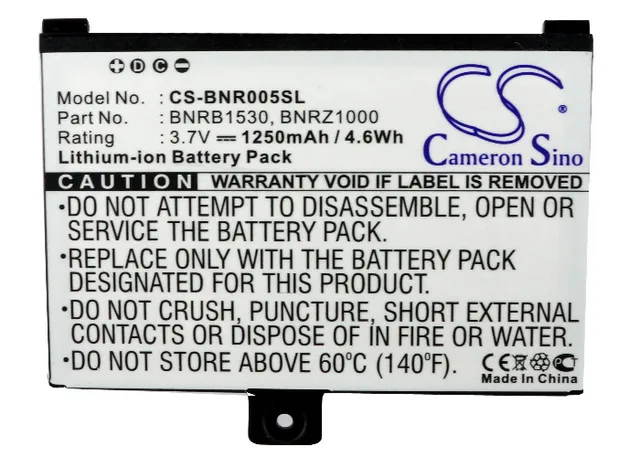 + D C −
Model No. : CS-BNR005SL
Part No. : BNRB1530, BNRZ1000
Rating : 3.7V ⎓ 1250mAh / 4.6Wh
Lithium-ion Battery Pack
CS ®
Cameron Sino
CAUTION WARRANTY VOID IF LABEL IS REMOVED
•DO NOT ATTEMPT TO DISASSEMBLE, OPEN OR
SERVICE THE BATTERY PACK.
•REPLACE ONLY WITH THE BATTERY PACK
DESIGNATED FOR THIS PRODUCT.
•DO NOT CRUSH, PUNCTURE, SHORT EXTERNAL
CONTACTS OR DISPOSE OF IN FIRE OR WATER.
•DO NOT STORE ABOVE 60°C (140°F).
CE
Made In China